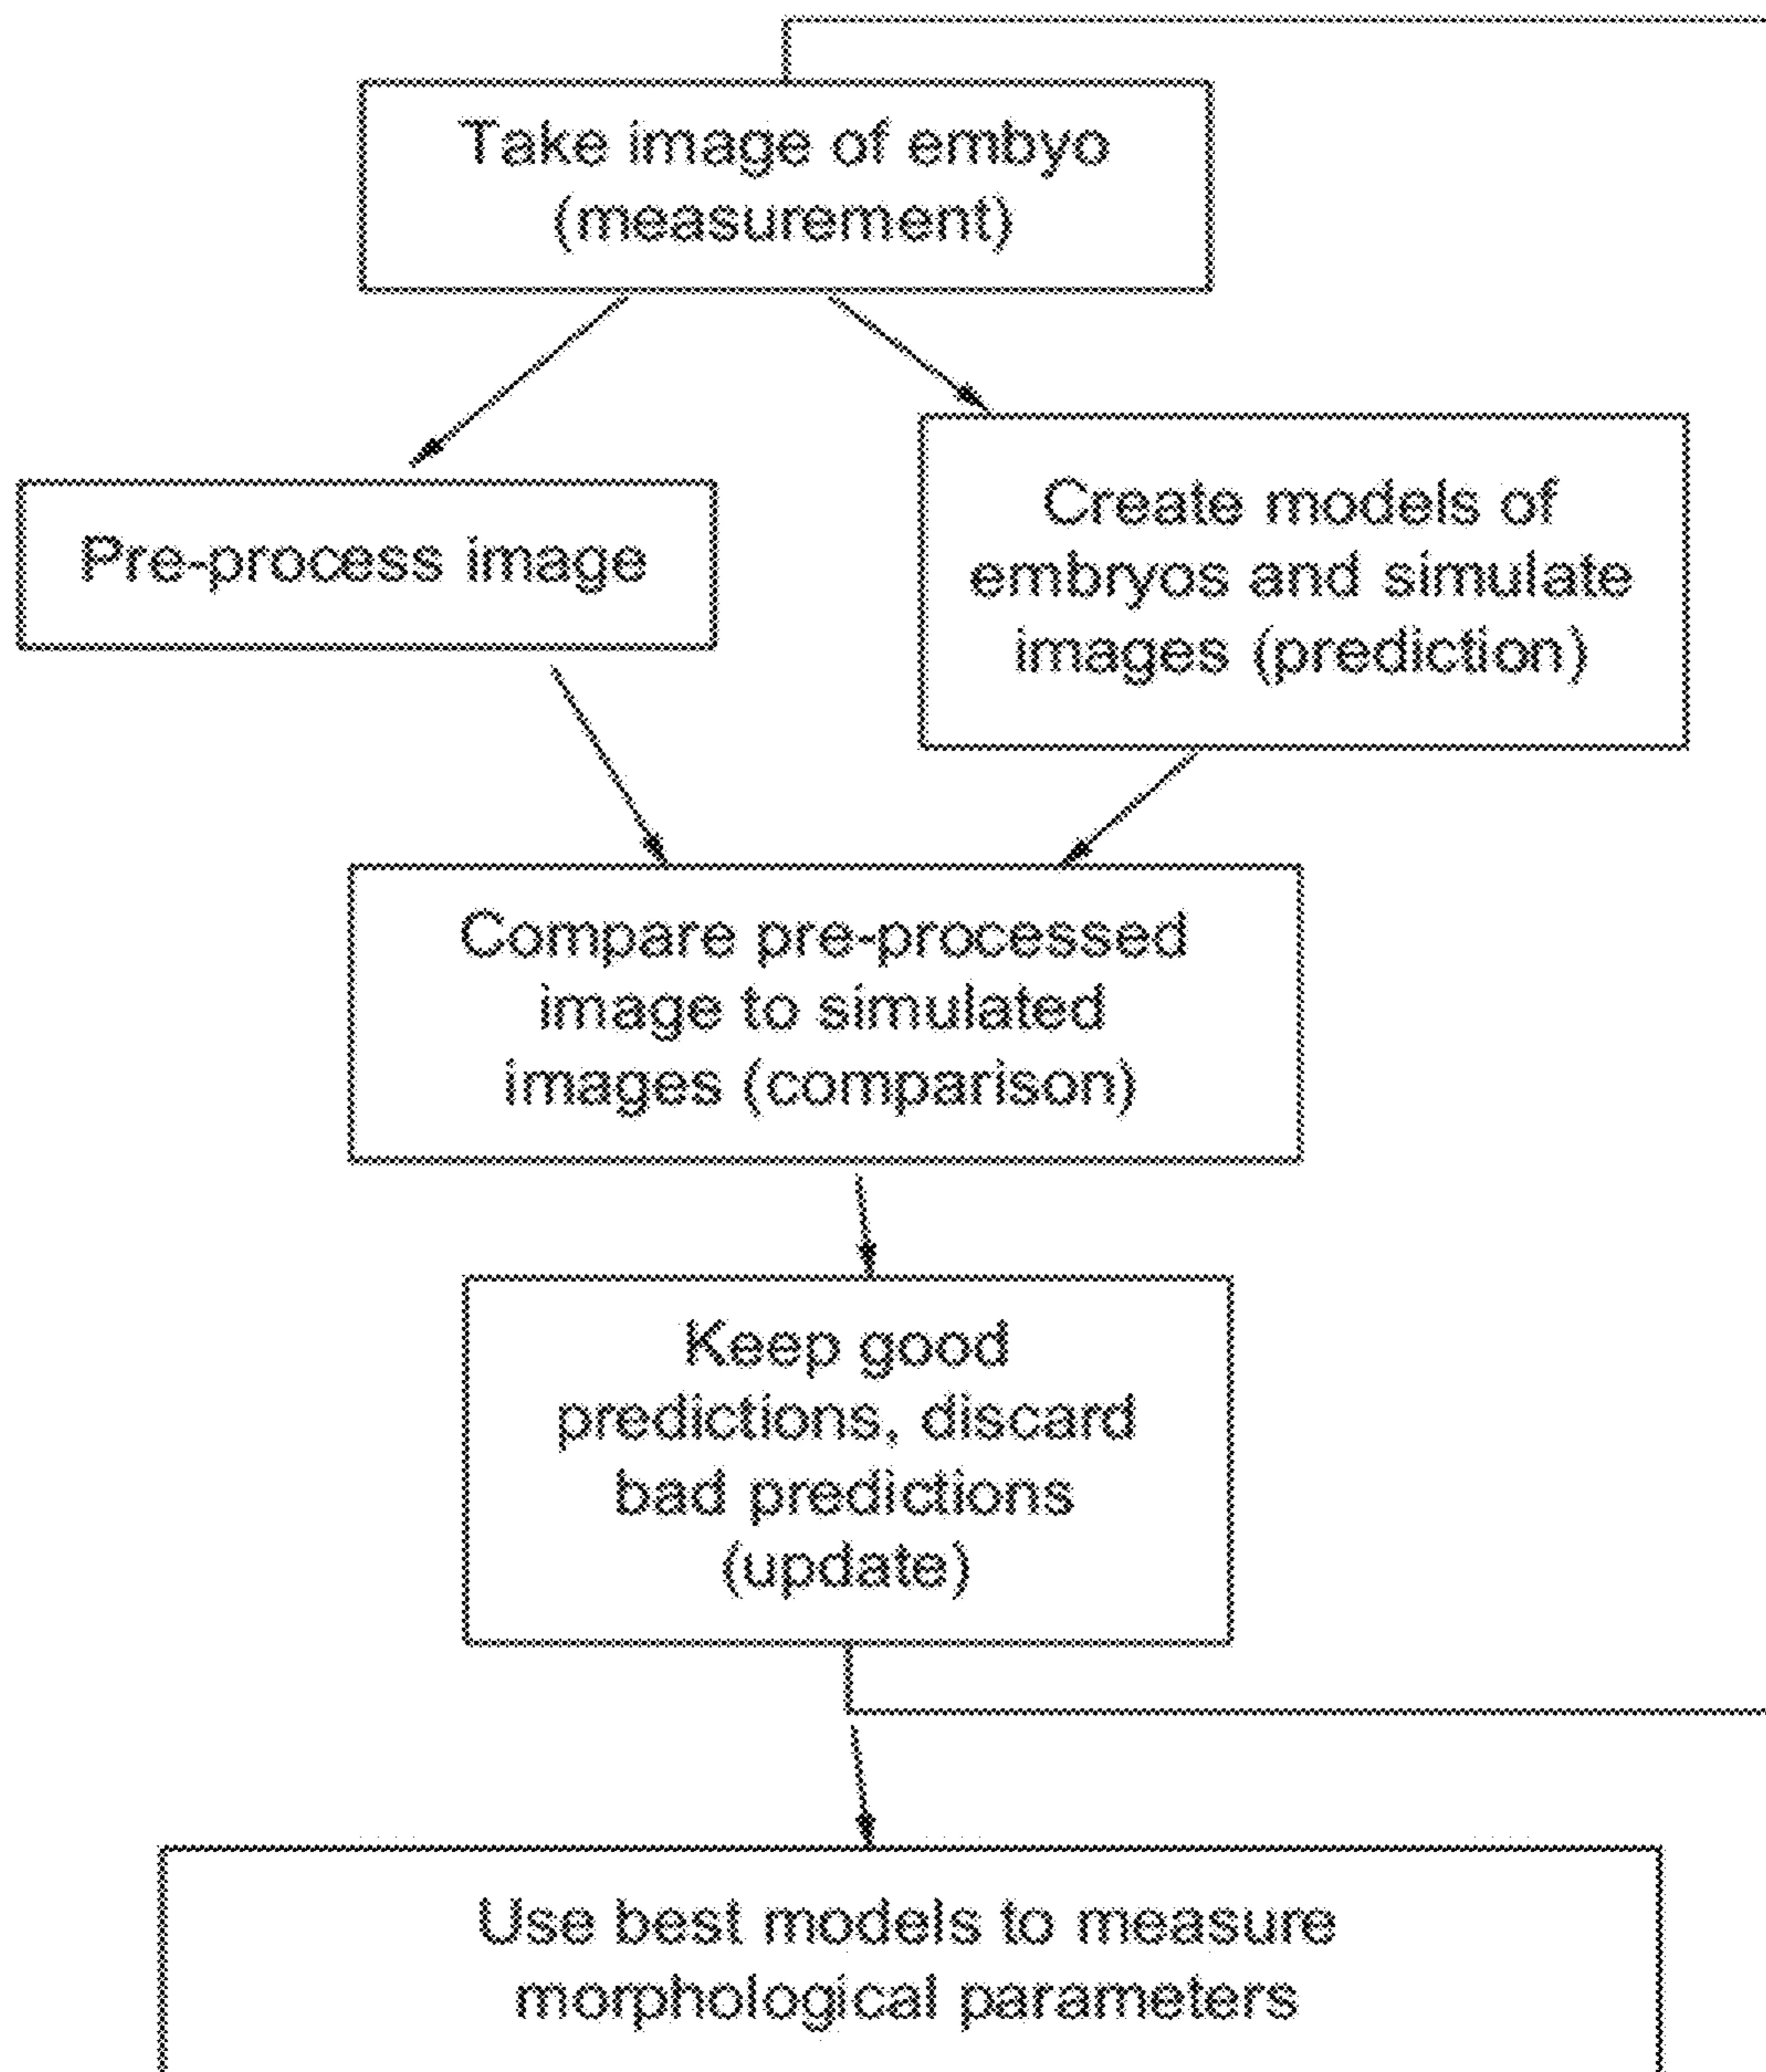 Take image of embyo
(measurement)
Pre-process image
Create models of
embryos and simulate
images (prediction)
Compare pre-processed
image to simulated
images (comparison)
Keep good
predictions, discard
bad predictions
(update)
Use best models to measure
morphological parameters